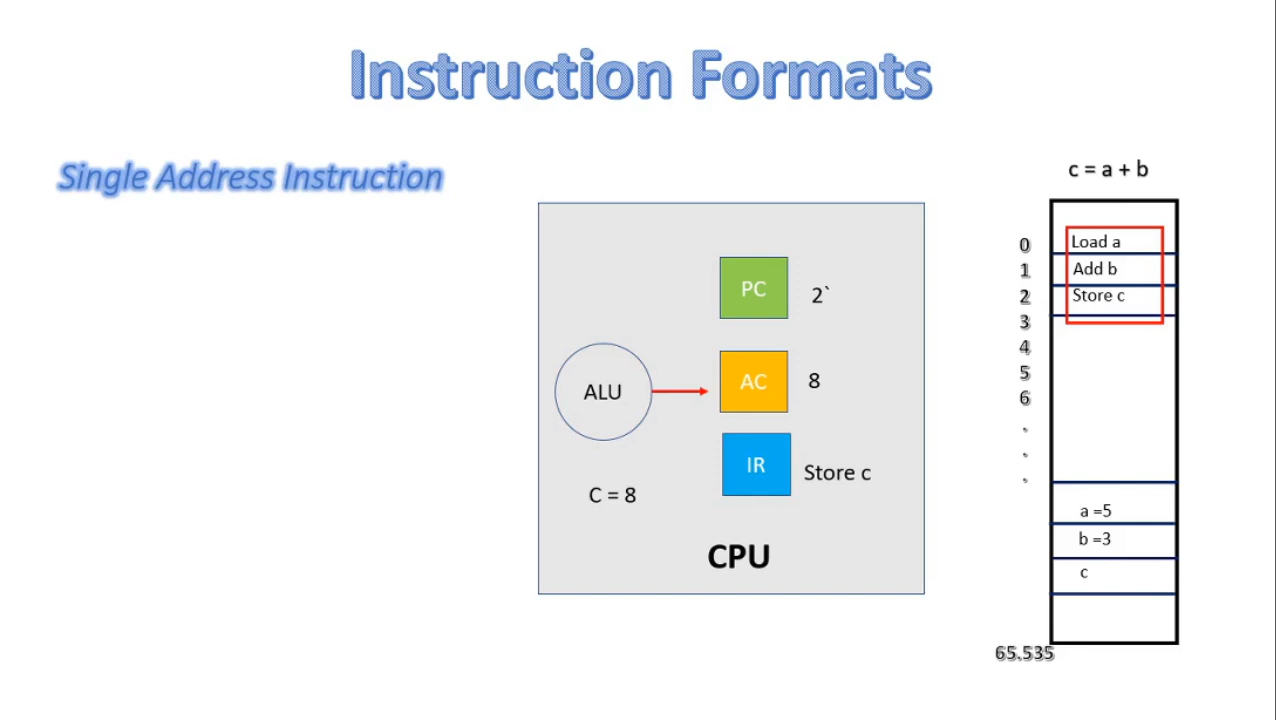 Instruction Formats
Single Address Instruction
c = a + b
PC
2`
ALU
AC
8
IR
Store c
C = 8
CPU
0
Load a
1
Add b
2
Store c
3
4
5
6
.
.
.
a =5
b =3
c
65.535